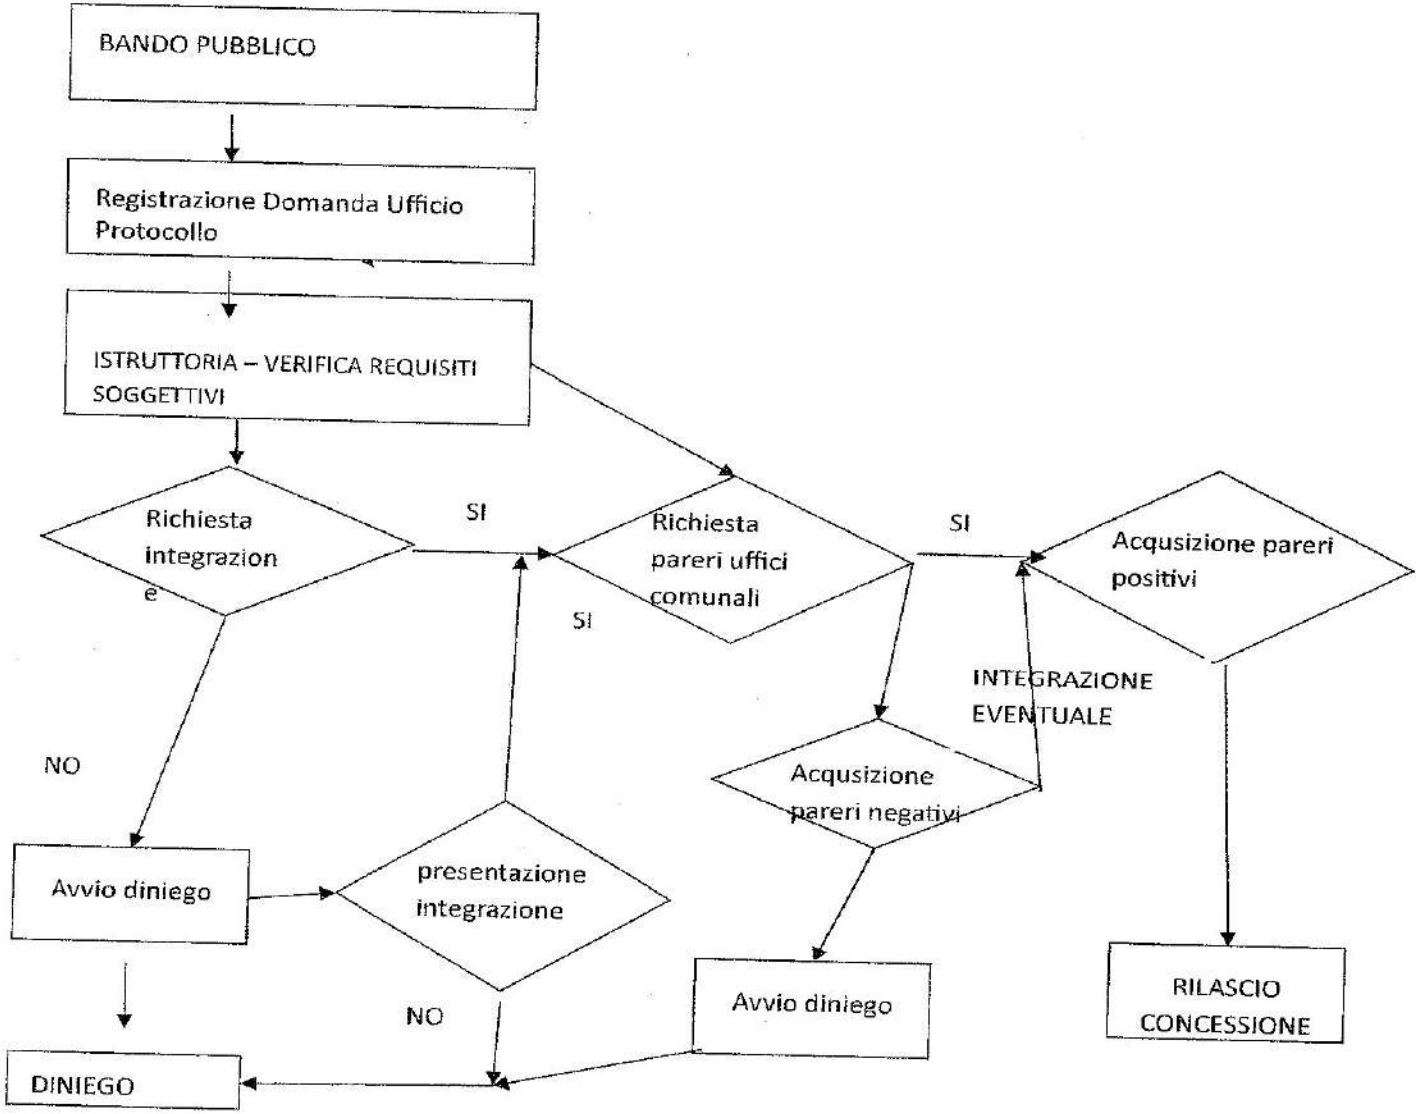 BANDO PUBBLICO
Registrazione Domanda Ufficio
Protocollo
ISTRUTTORIA – VERIFICA REQUISITI
SOGGETTIVI
Richiesta
integrazion
e
SI
Richiesta
pareri uffici
comunali
SI
Acqusizione pareri
positivi
SI
INTEGRAZIONE
EVENTUALE
NO
Acqusizione
pareri negativi
Avvio diniego
presentazione
integrazione
NO
Avvio diniego
RILASCIO
CONCESSIONE
DINIEGO